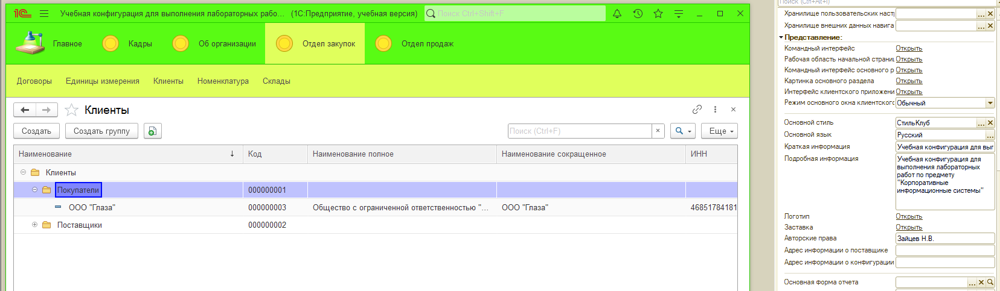 1С Учебная конфигурация для выполнения лабораторных рабо... (1С:Предприятие, учебная версия) Поиск Ctrl+Shift+F
Главное Кадры Об организации Отдел закупок Отдел продаж
Договоры Единицы измерения Клиенты Номенклатура Склады
Клиенты
Создать Создать группу Поиск (Ctrl+F) × Еще
Наименование ↓ Код Наименование полное Наименование сокращенное ИНН
Клиенты
Покупатели 000000001
ООО "Глаза" 000000003 Общество с ограниченной ответственностью "... ООО "Глаза" 46851784181
Поставщики 000000002
Поиск (Ctrl+Alt+I)
Хранилище пользовательских наст ... ×
Хранилище внешних данных навига ... ×
Представление:
Командный интерфейс Открыть
Рабочая область начальной страниц Открыть
Командный интерфейс основного р Открыть
Картинка основного раздела Открыть
Интерфейс клиентского приложени Открыть
Режим основного окна клиентского Обычный
Основной стиль СтильКлуб ... ×
Основной язык Русский ...
Краткая информация Учебная конфигурация для вып
Подробная информация Учебная конфигурация для
выполнения лабораторных
работ по предмету
"Корпоративные
информационные системы"
Логотип Открыть
Заставка Открыть
Авторские права Зайцев Н.В.
Адрес информации о поставщике
Адрес информации о конфигурации
Основная форма отчета ... ×